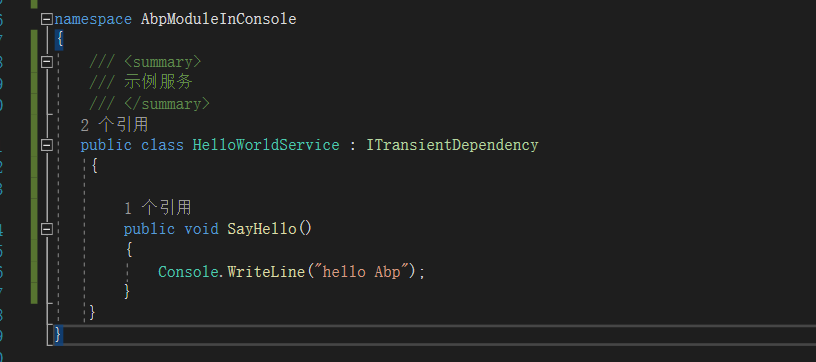 namespace AbpModuleInConsole
{
/// <summary>
/// 示例服务
/// </summary>
2 个引用
public class HelloWorldService : ITransientDependency
{
1 个引用
public void SayHello()
{
Console.WriteLine("hello Abp");
}
}
}